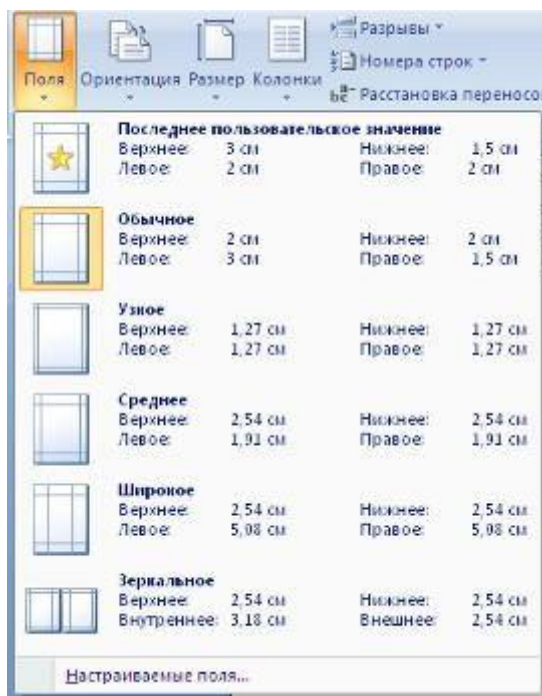 Разрывы
Номера строк
Поля Ориентация Размер Колонки
Расстановка переносо
Последнее пользовательское значение
Верхнее: 3 см Нижнее: 1,5 см
Левое: 2 см Правое: 2 см
Обычное
Верхнее: 2 см Нижнее: 2 см
Левое: 3 см Правое: 1,5 см
Узкое
Верхнее: 1,27 см Нижнее: 1,27 см
Левое: 1,27 см Правое: 1,27 см
Среднее
Верхнее: 2,54 см Нижнее: 2,54 см
Левое: 1,91 см Правое: 1,91 см
Широкое
Верхнее: 2,54 см Нижнее: 2,54 см
Левое: 5,08 см Правое: 5,08 см
Зеркальное
Верхнее: 2,54 см Нижнее: 2,54 см
Внутреннее: 3,18 см Внешнее: 2,54 см
Настраиваемые поля...